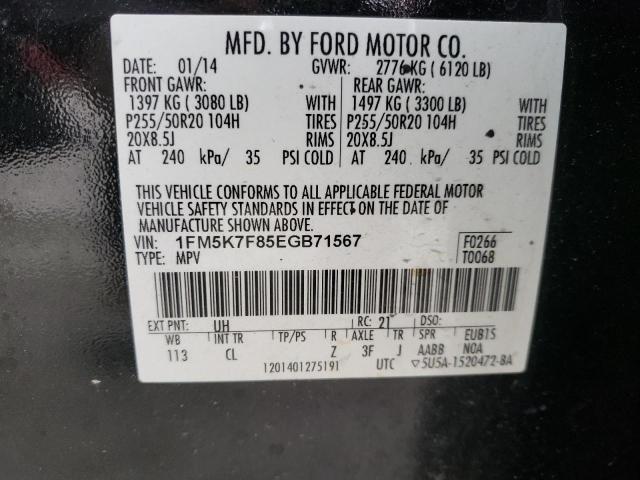 MFD. BY FORD MOTOR CO.
DATE: 01/14 GVWR: 2776 KG ( 6120 LB)
FRONT GAWR: REAR GAWR:
1397 KG ( 3080 LB) WITH 1497 KG ( 3300 LB) WITH
P255/50R20 104H TIRES P255/50R20 104H TIRES
20X8.5J RIMS 20X8.5J RIMS
AT 240 kPa/ 35 PSI COLD AT 240 kPa/ 35 PSI COLD
THIS VEHICLE CONFORMS TO ALL APPLICABLE FEDERAL MOTOR
VEHICLE SAFETY STANDARDS IN EFFECT ON THE DATE OF
MANUFACTURE SHOWN ABOVE.
VIN: 1FM5K7F85EGB71567 F0266
TYPE: MPV T0068
EXT PNT: UH RC: 21 DSO:
WB INT TR TP/PS R AXLE TR SPR EUB1S
113 CL Z 3F J AABB NOA
1201401275191 UTC ▽5U5A-1520472-BA